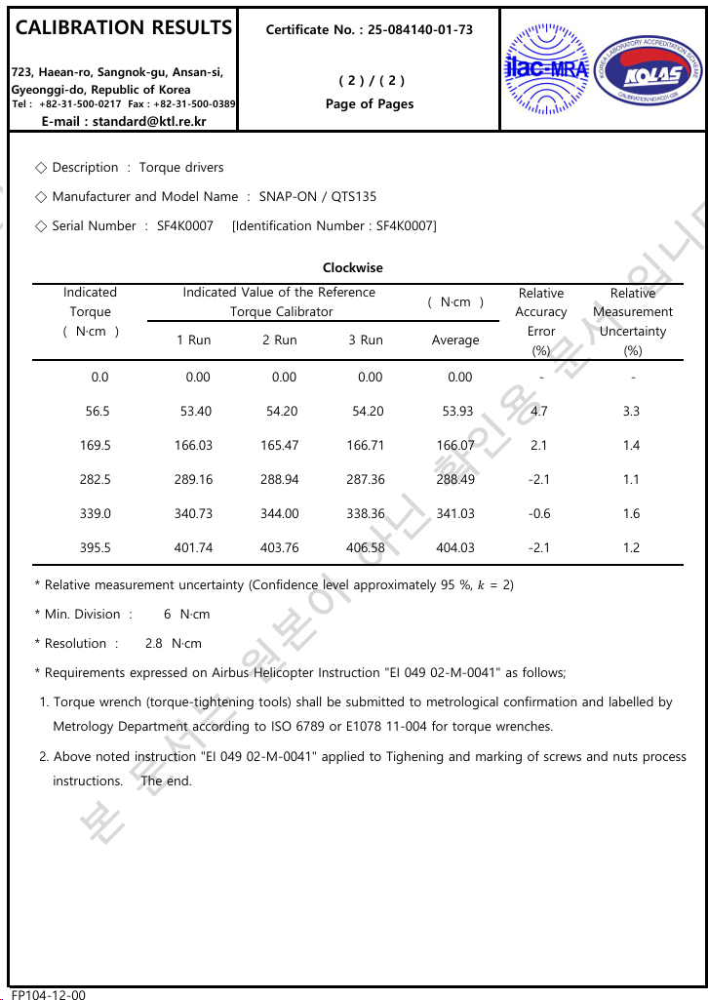 CALIBRATION RESULTS
723, Haean-ro, Sangnok-gu, Ansan-si,
Gyeonggi-do, Republic of Korea
Tel : +82-31-500-0217 Fax : +82-31-500-0389
E-mail : standard@ktl.re.kr
Certificate No. : 25-084140-01-73
( 2 ) / ( 2 )
Page of Pages
ilac-MRA
KOREA LABORATORY ACCREDITATION SCHEME
KOLAS
◇ Description : Torque drivers
◇ Manufacturer and Model Name : SNAP-ON / QTS135
◇ Serial Number : SF4K0007 [Identification Number : SF4K0007]
Clockwise
Indicated Torque ( N·cm )
Indicated Value of the Reference Torque Calibrator ( N·cm )
Relative Accuracy Error (%)
Relative Measurement Uncertainty (%)
1 Run 2 Run 3 Run Average
0.0 0.00 0.00 0.00 0.00 - -
56.5 53.40 54.20 54.20 53.93 4.7 3.3
169.5 166.03 165.47 166.71 166.07 2.1 1.4
282.5 289.16 288.94 287.36 288.49 -2.1 1.1
339.0 340.73 344.00 338.36 341.03 -0.6 1.6
395.5 401.74 403.76 406.58 404.03 -2.1 1.2
* Relative measurement uncertainty (Confidence level approximately 95 %, k = 2)
* Min. Division : 6 N·cm
* Resolution : 2.8 N·cm
* Requirements expressed on Airbus Helicopter Instruction "EI 049 02-M-0041" as follows;
1. Torque wrench (torque-tightening tools) shall be submitted to metrological confirmation and labelled by
Metrology Department according to ISO 6789 or E1078 11-004 for torque wrenches.
2. Above noted instruction "EI 049 02-M-0041" applied to Tighening and marking of screws and nuts process
instructions. The end.
본 문서는 원본이 아닌 확인용 문서 입니다
FP104-12-00